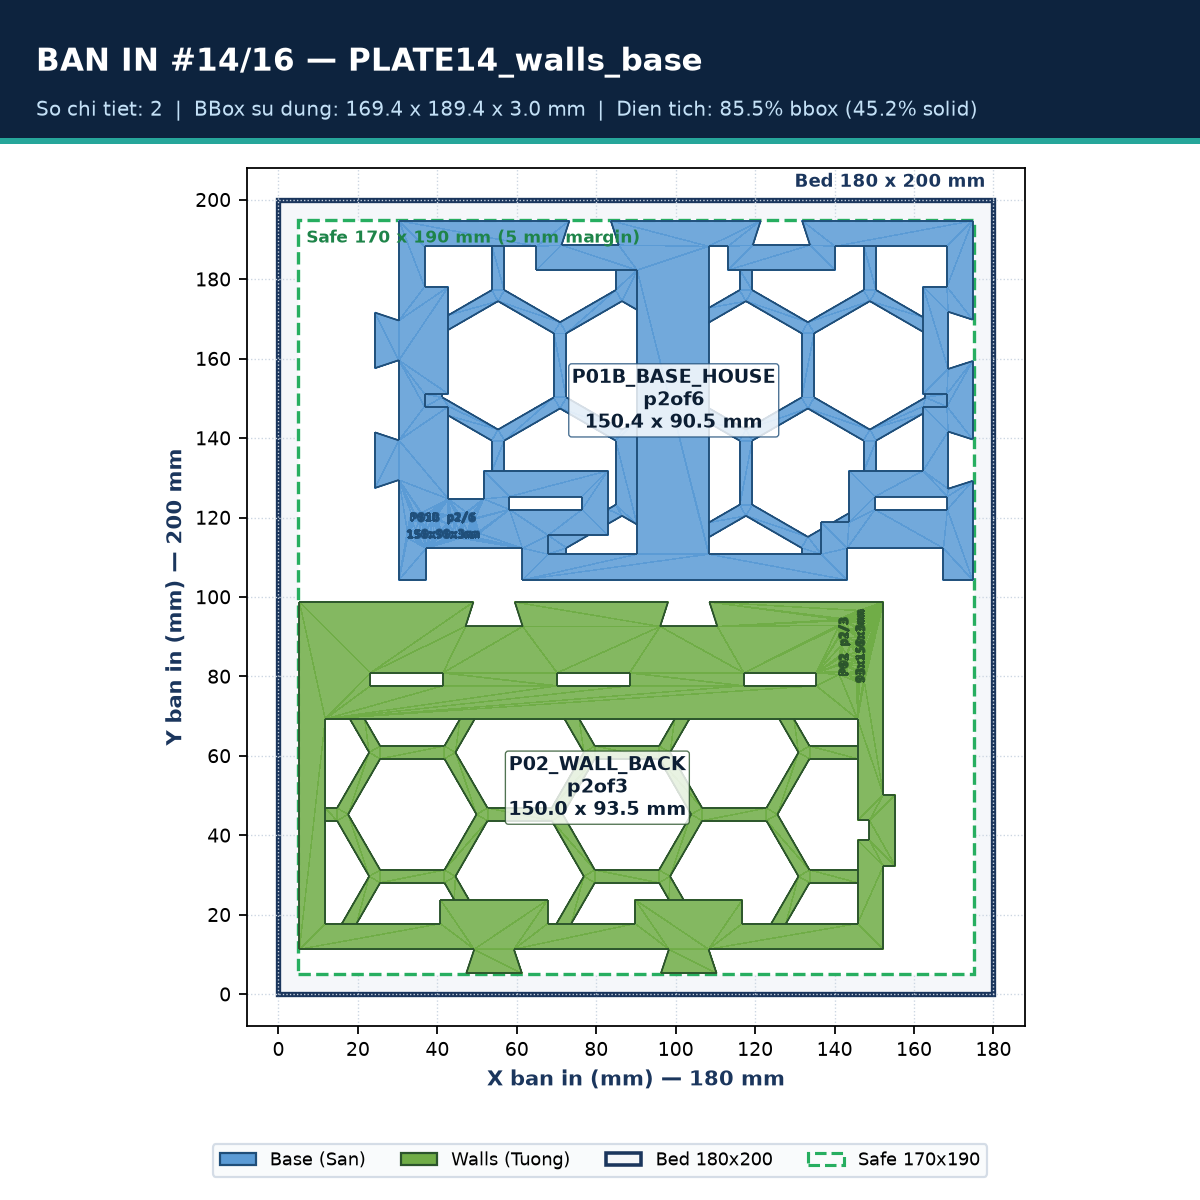 BAN IN #14/16 — PLATE14_walls_base
So chi tiet: 2 | BBox su dung: 169.4 x 189.4 x 3.0 mm | Dien tich: 85.5% bbox (45.2% solid)
Bed 180 x 200 mm
Safe 170 x 190 mm (5 mm margin)
P01B_BASE_HOUSE
p2of6
150.4 x 90.5 mm
P01B p2/6
150x90x3mm
P02 p2/3
93x150x3mm
P02_WALL_BACK
p2of3
150.0 x 93.5 mm
200
180
160
140
120
100
80
60
40
20
0
Y ban in (mm) — 200 mm
0 20 40 60 80 100 120 140 160 180
X ban in (mm) — 180 mm
Base (San)
Walls (Tuong)
Bed 180x200
Safe 170x190